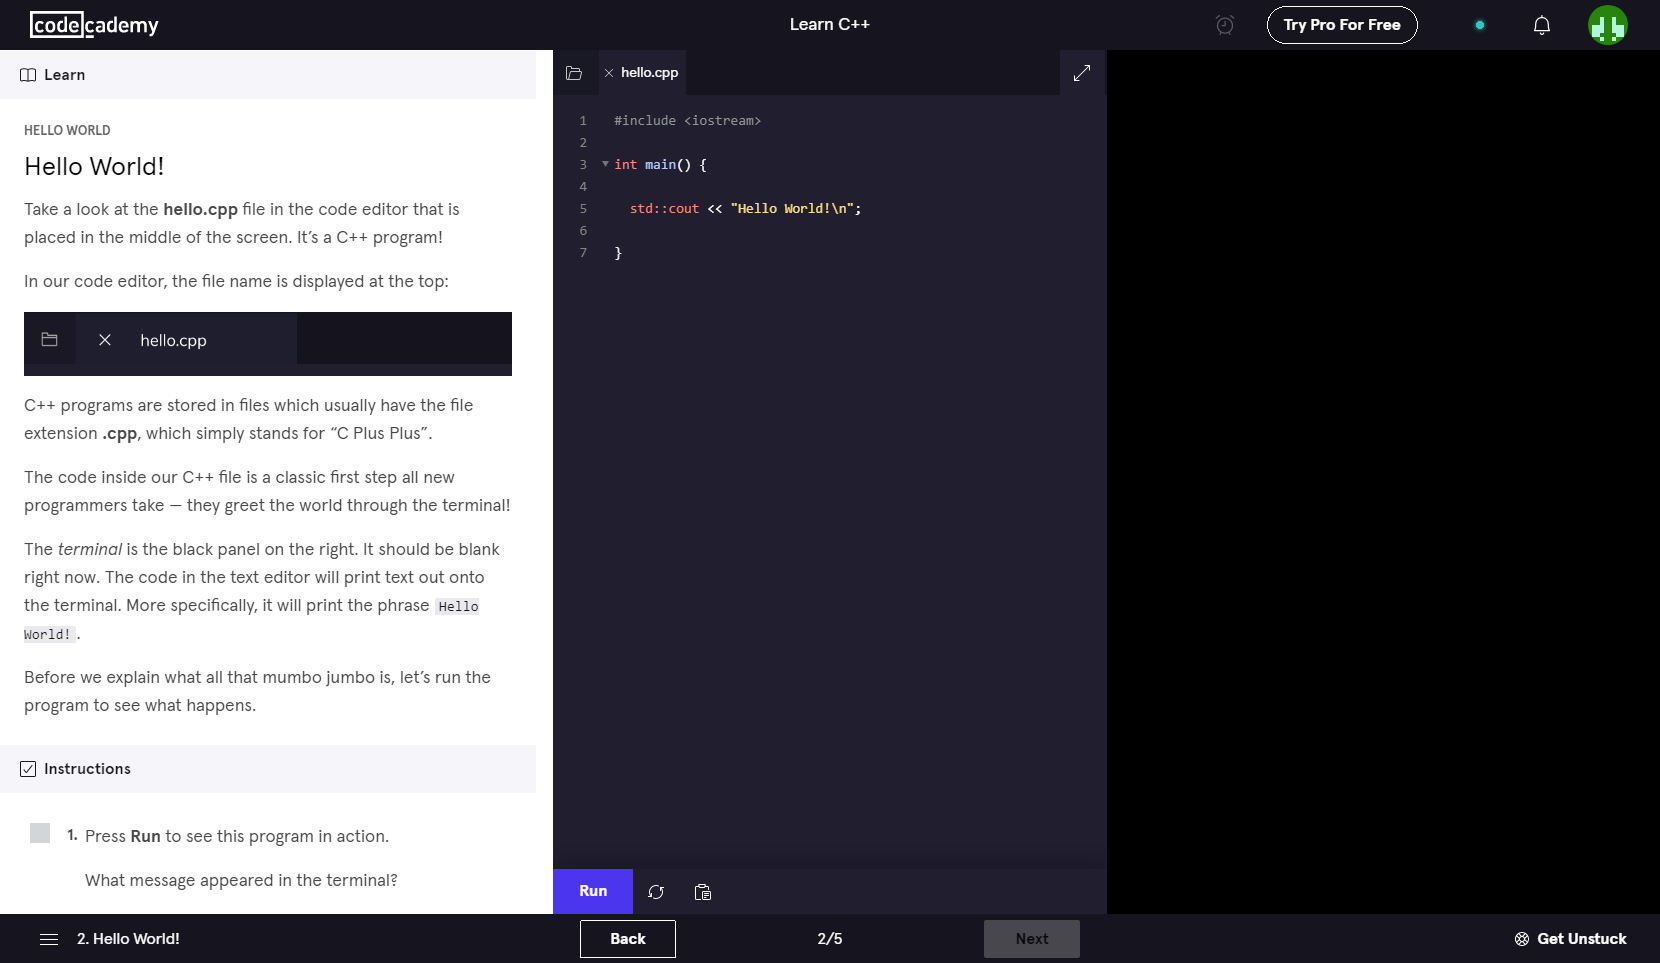 codecademy
Learn C++
Try Pro For Free
Learn
HELLO WORLD
Hello World!
Take a look at the hello.cpp file in the code editor that is
placed in the middle of the screen. It’s a C++ program!
In our code editor, the file name is displayed at the top:
hello.cpp
C++ programs are stored in files which usually have the file
extension .cpp, which simply stands for “C Plus Plus”.
The code inside our C++ file is a classic first step all new
programmers take — they greet the world through the terminal!
The terminal is the black panel on the right. It should be blank
right now. The code in the text editor will print text out onto
the terminal. More specifically, it will print the phrase Hello
World! .
Before we explain what all that mumbo jumbo is, let’s run the
program to see what happens.
Instructions
1. Press Run to see this program in action.
What message appeared in the terminal?
hello.cpp
1 #include <iostream>
2
3 int main() {
4
5 std::cout << "Hello World!\n";
6
7 }
Run
2. Hello World!
Back
2/5
Next
Get Unstuck